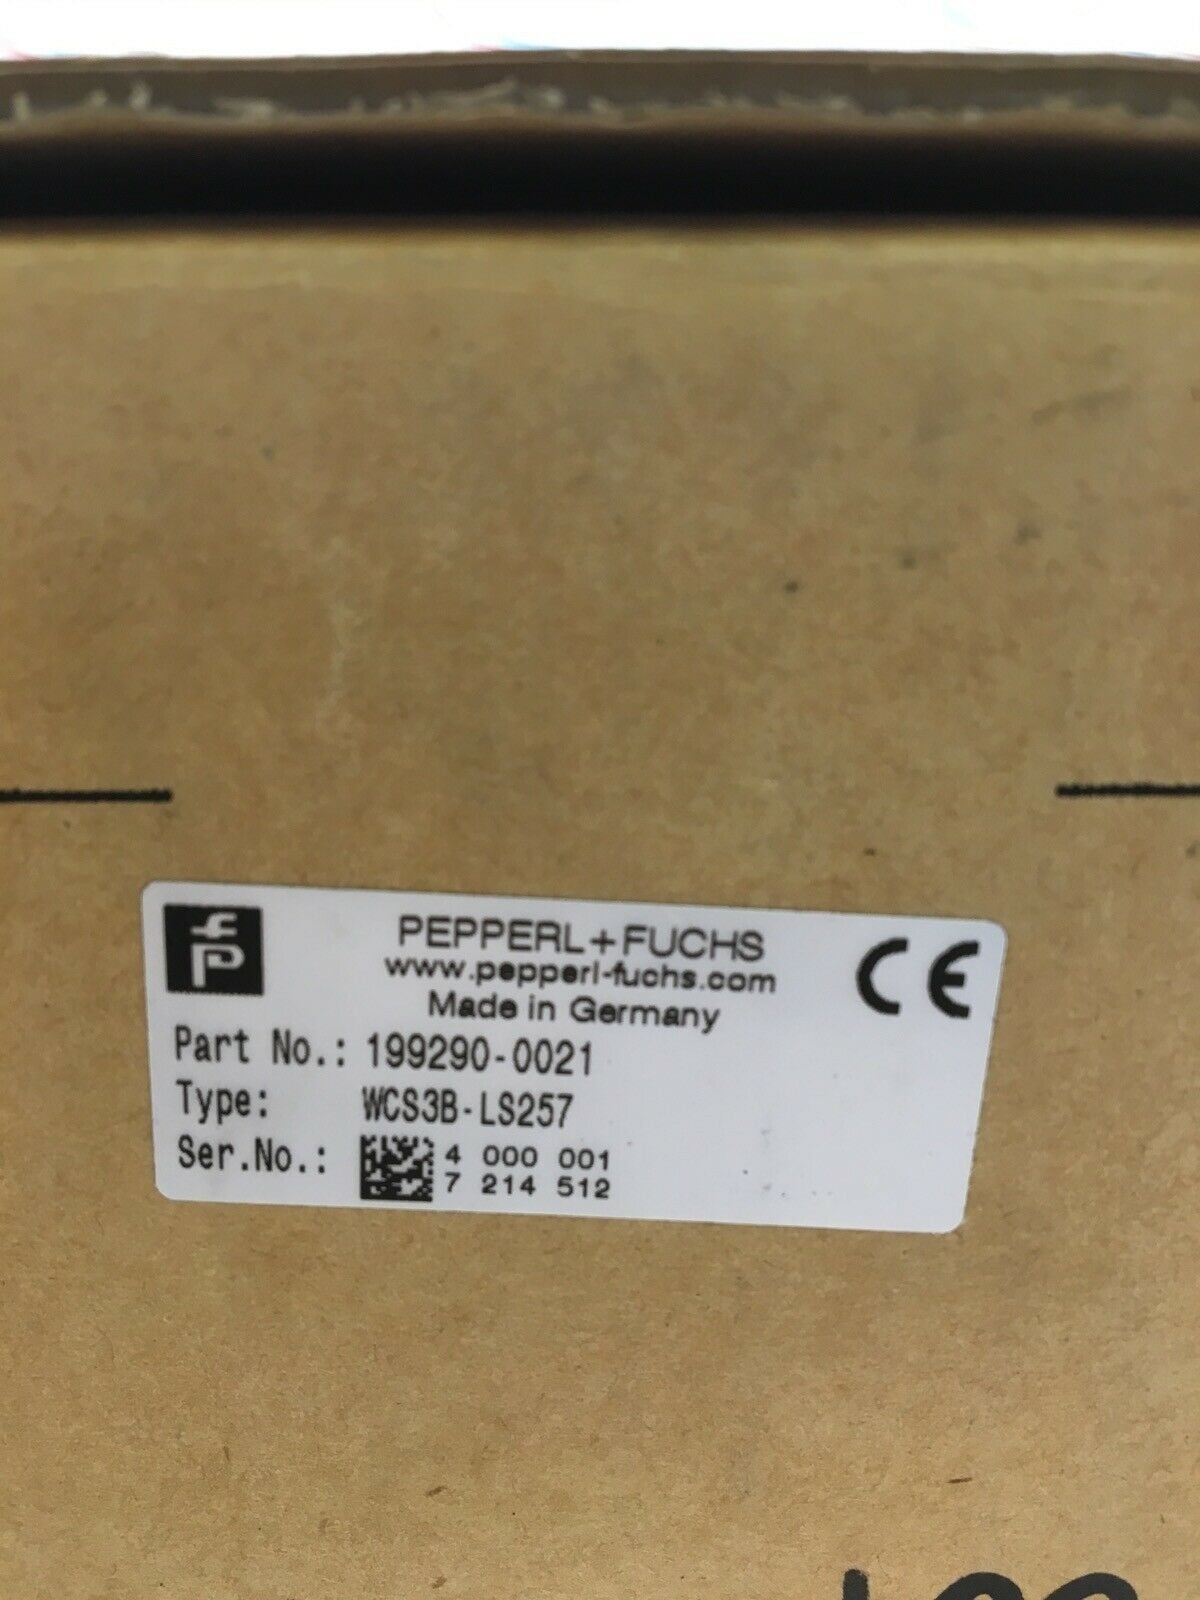 PEPPERL+FUCHS
www.pepperl-fuchs.com
Made in Germany
CE
Part No.: 199290-0021
Type: WCS3B-LS257
Ser.No.: 4 000 001
7 214 512